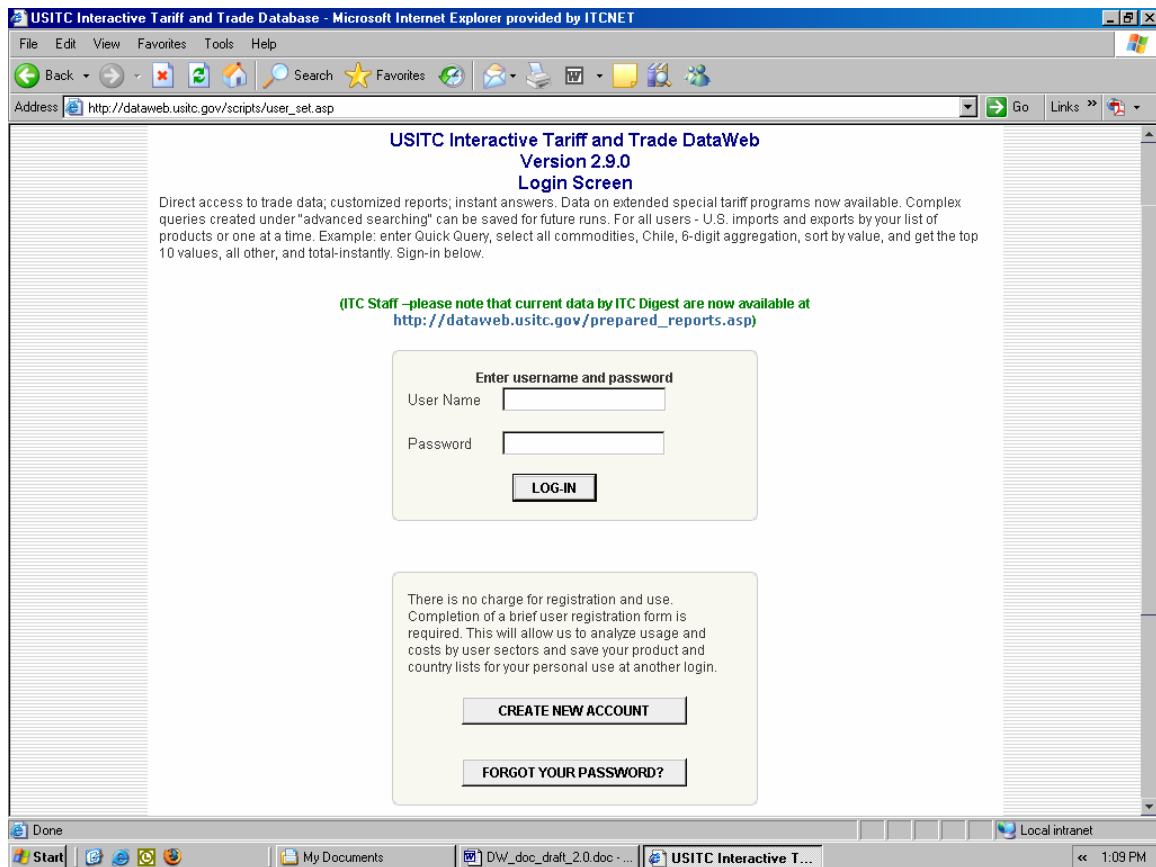 USITC Interactive Tariff and Trade Database - Microsoft Internet Explorer provided by ITCNET
File Edit View Favorites Tools Help
Back Search Favorites
Address http://dataweb.usitc.gov/scripts/user_set.asp Go Links »
USITC Interactive Tariff and Trade DataWeb
Version 2.9.0
Login Screen
Direct access to trade data; customized reports; instant answers. Data on extended special tariff programs now available. Complex
queries created under "advanced searching" can be saved for future runs. For all users - U.S. imports and exports by your list of
products or one at a time. Example: enter Quick Query, select all commodities, Chile, 6-digit aggregation, sort by value, and get the top
10 values, all other, and total-instantly. Sign-in below.
(ITC Staff –please note that current data by ITC Digest are now available at
http://dataweb.usitc.gov/prepared_reports.asp)
Enter username and password
User Name
Password
LOG-IN
There is no charge for registration and use.
Completion of a brief user registration form is
required. This will allow us to analyze usage and
costs by user sectors and save your product and
country lists for your personal use at another login.
CREATE NEW ACCOUNT
FORGOT YOUR PASSWORD?
Done Local intranet
Start My Documents DW_doc_draft_2.0.doc - ... USITC Interactive T... « 1:09 PM